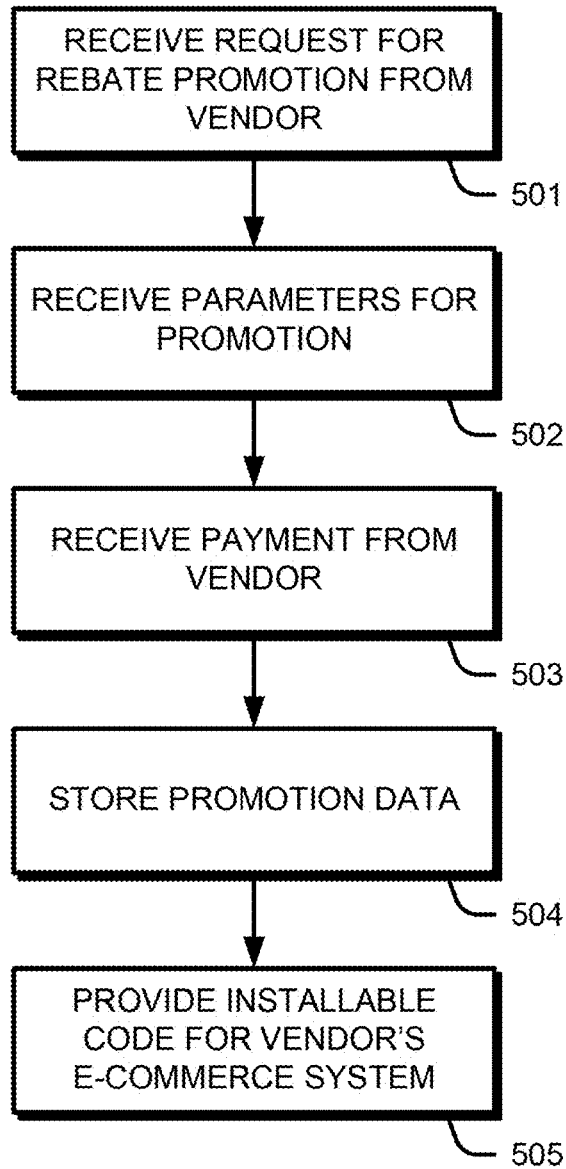 RECEIVE REQUEST FOR
REBATE PROMOTION FROM
VENDOR
501
RECEIVE PARAMETERS FOR
PROMOTION
502
RECEIVE PAYMENT FROM
VENDOR
503
STORE PROMOTION DATA
504
PROVIDE INSTALLABLE
CODE FOR VENDOR'S
E-COMMERCE SYSTEM
505